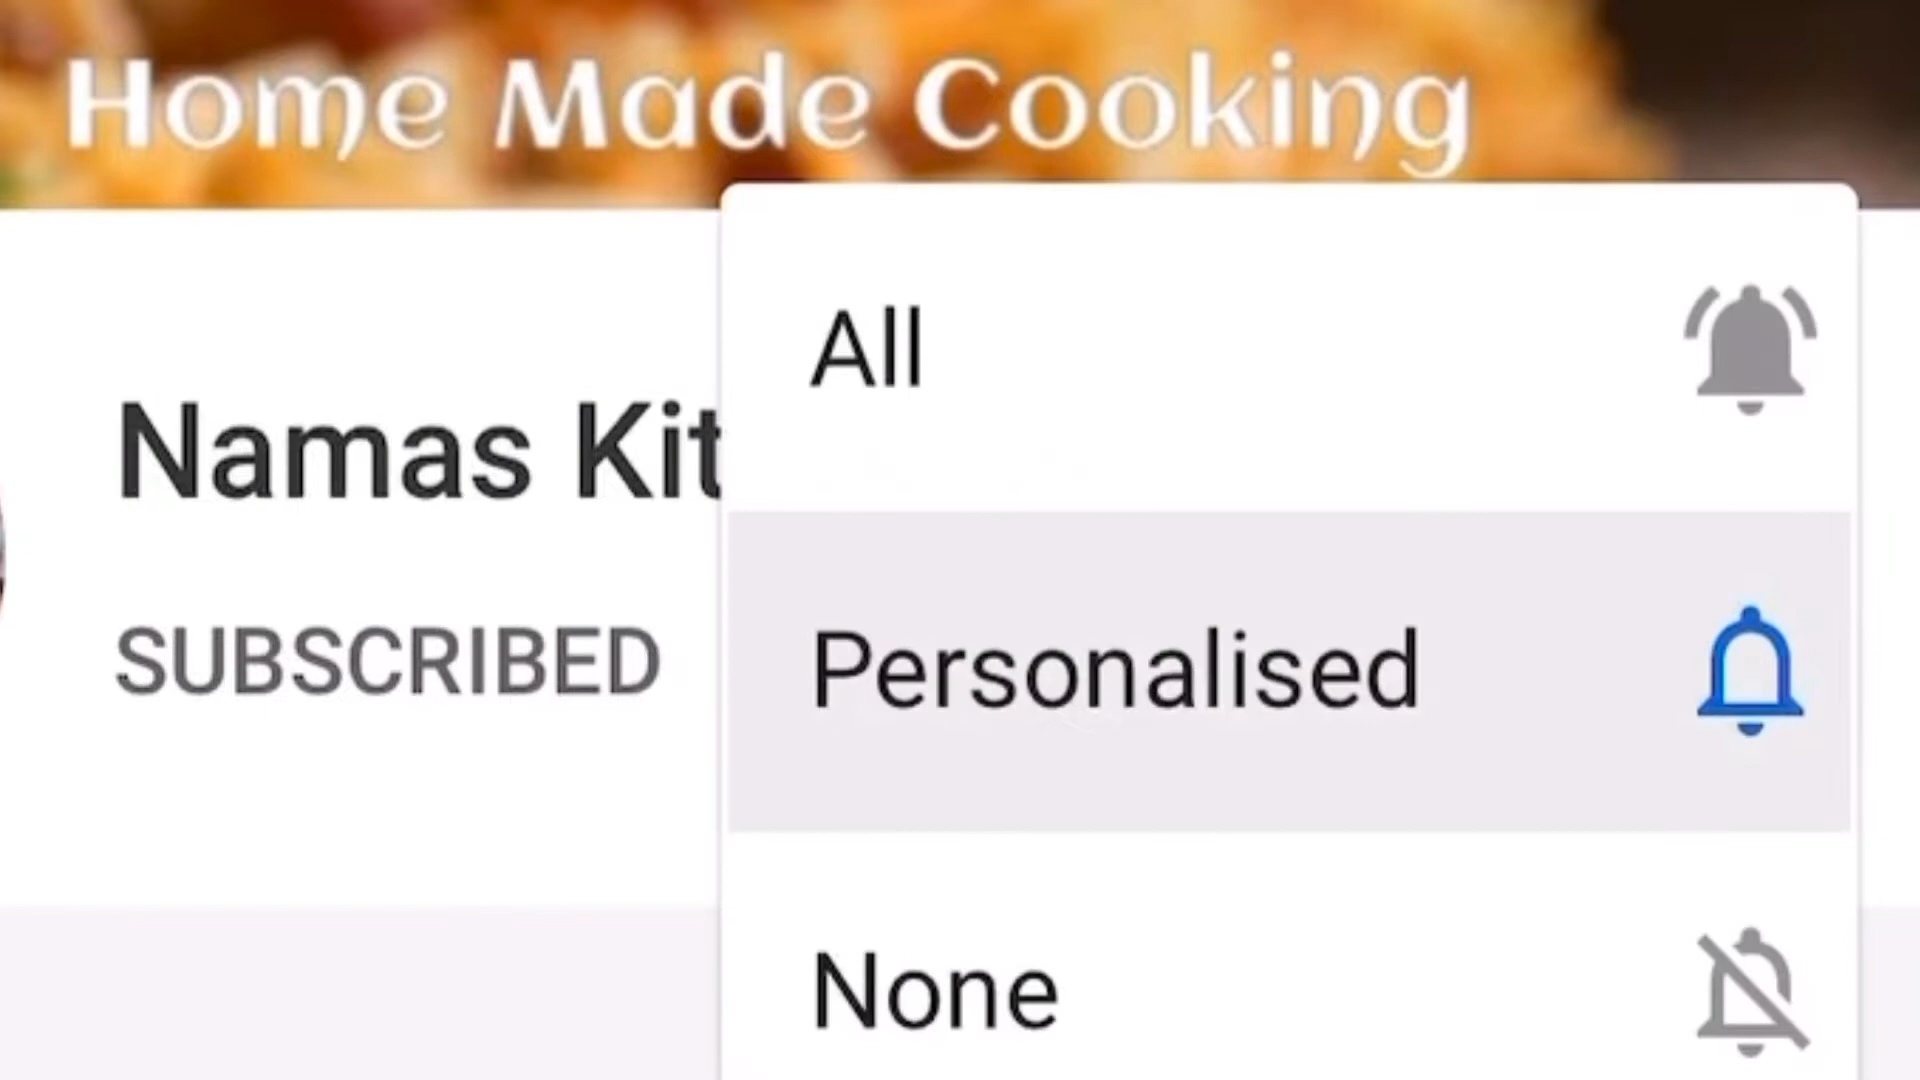 Home Made Cooking
All
Namas Kit
Personalised
SUBSCRIBED
None